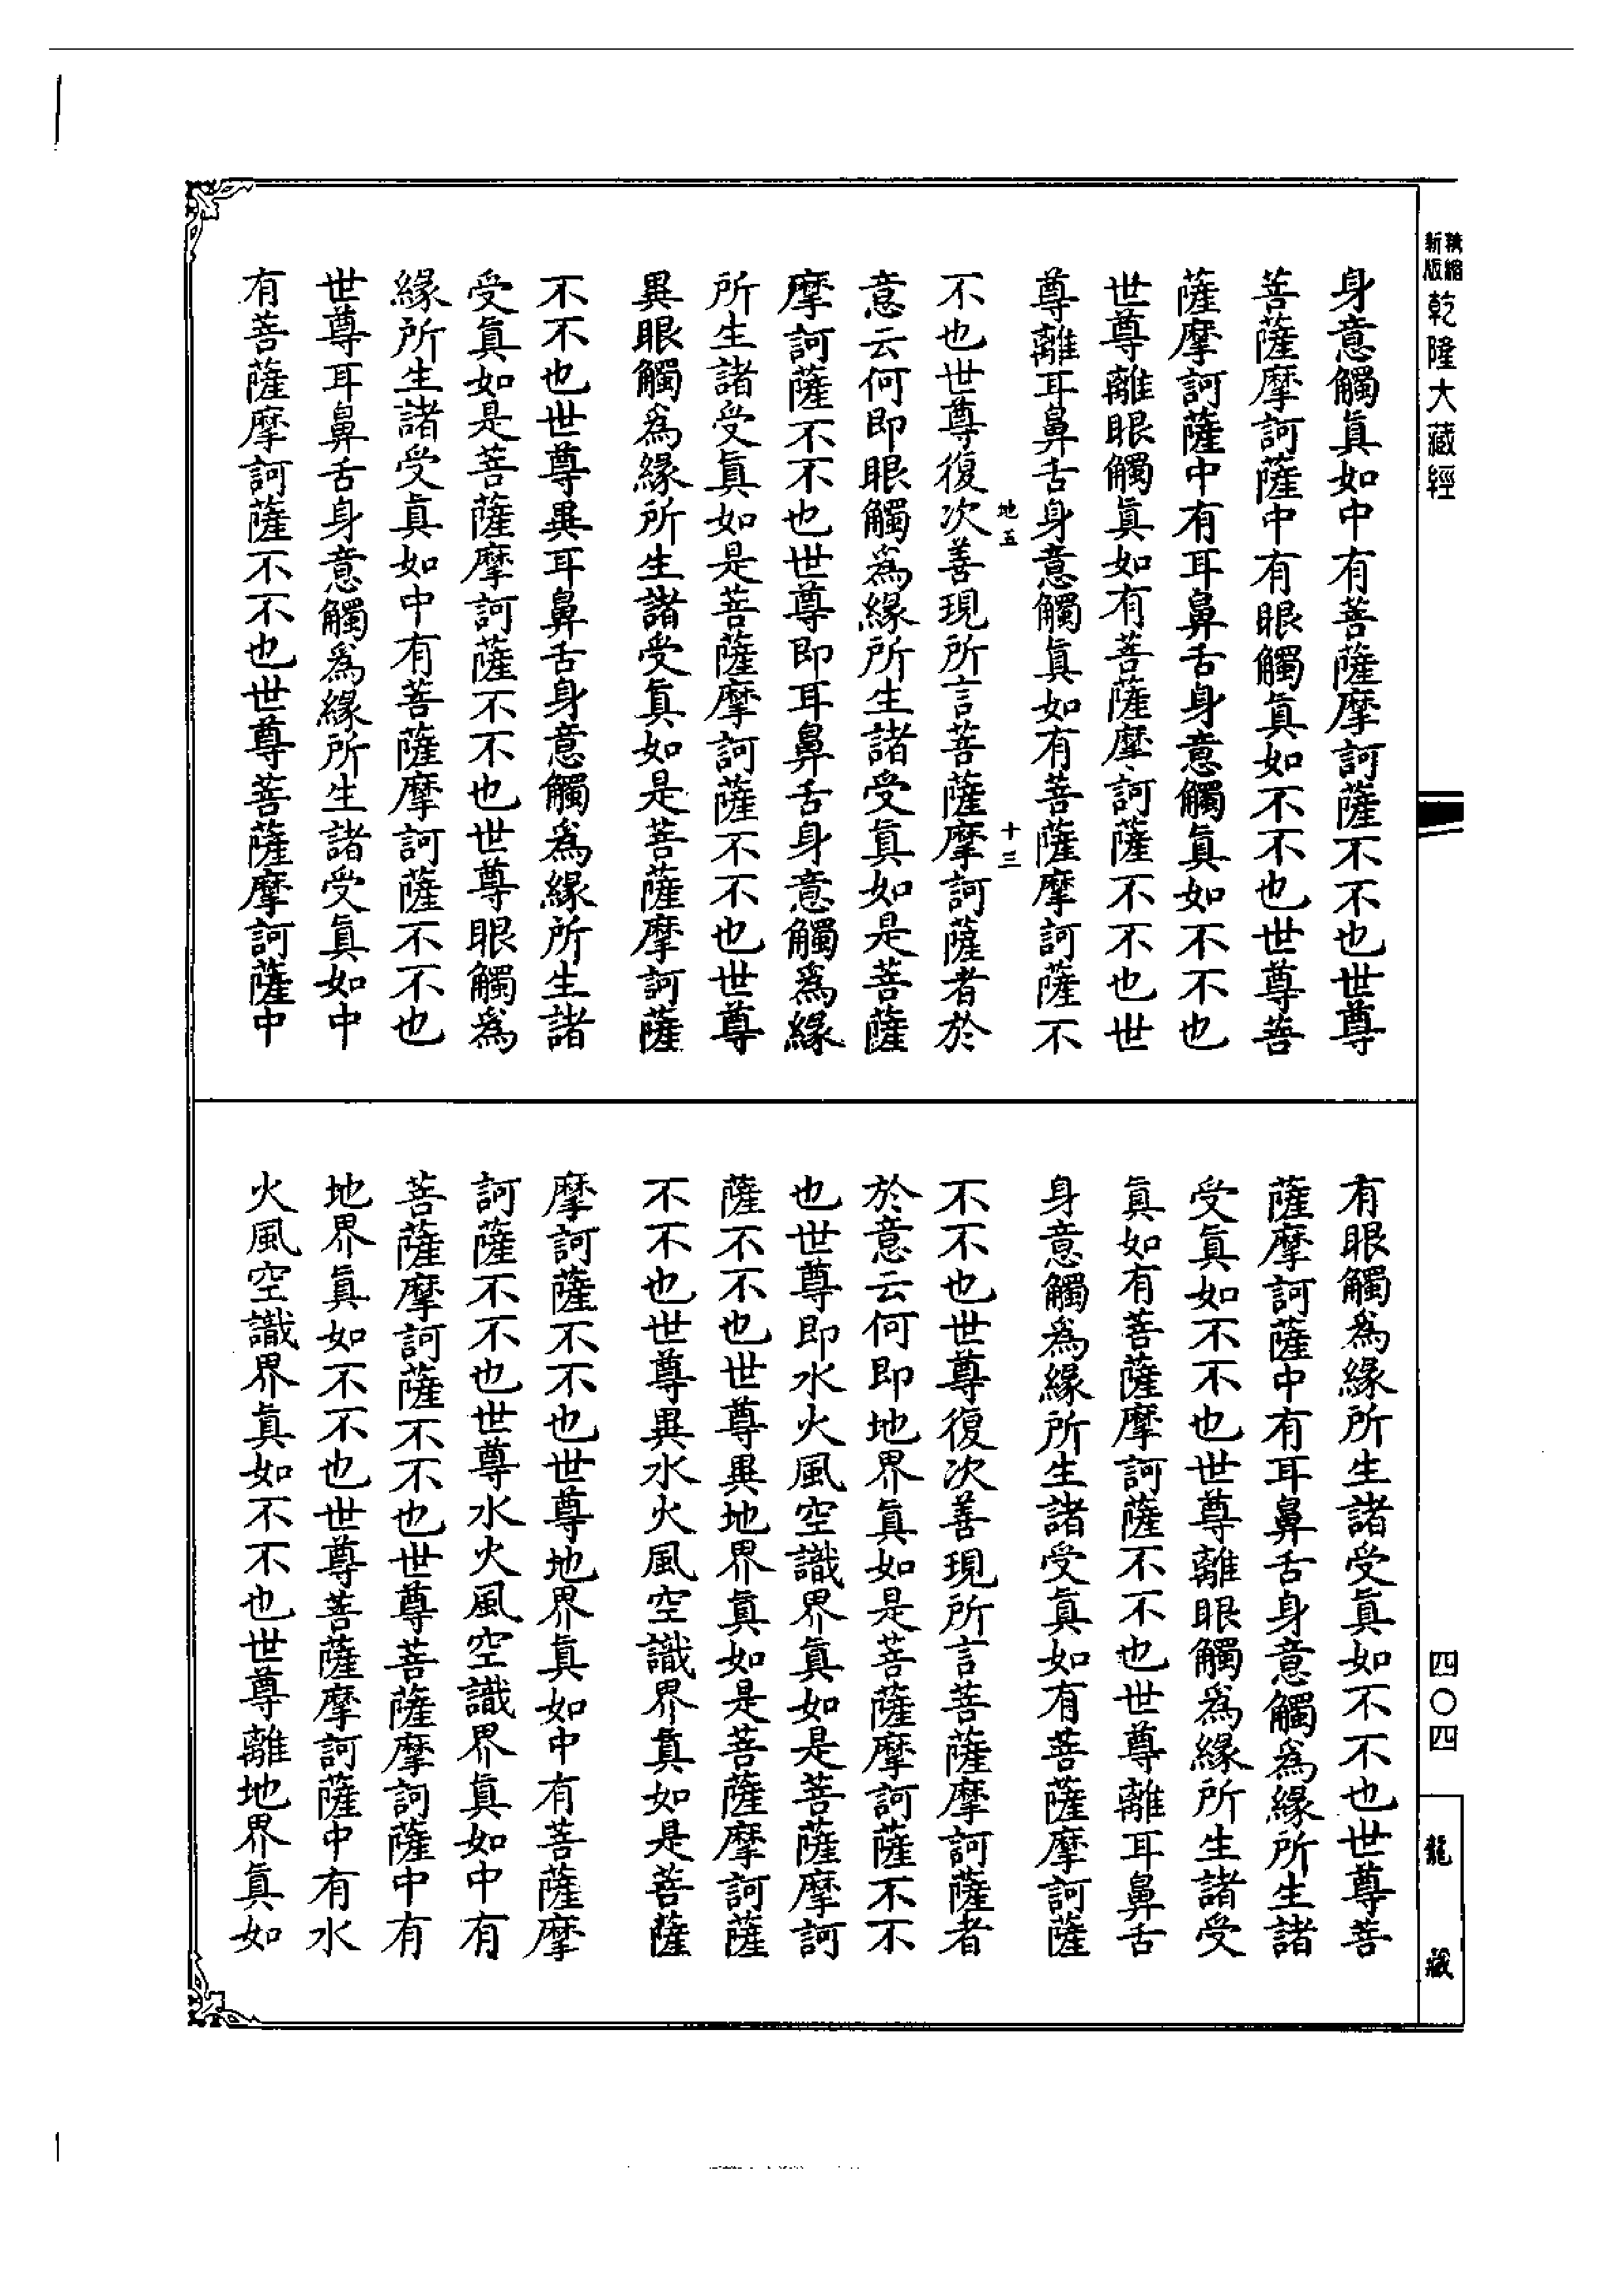 精縮
新版
乾隆大藏經
四〇四
龍藏
身意觸眞如中有菩薩摩訶薩不不也世尊
菩薩摩訶薩中有眼觸眞如不不也世尊菩
薩摩訶薩中有耳鼻舌身意觸眞如不不也
世尊離眼觸眞如有菩薩摩訶薩不不也世
尊離耳鼻舌身意觸眞如有菩薩摩訶薩不
地五
十三
不也世尊復次善現所言菩薩摩訶薩者於
意云何即眼觸爲緣所生諸受眞如是菩薩
摩訶薩不不也世尊即耳鼻舌身意觸爲緣
所生諸受眞如是菩薩摩訶薩不不也世尊
異眼觸爲緣所生諸受眞如是菩薩摩訶薩
不不也世尊異耳鼻舌身意觸爲緣所生諸
受眞如是菩薩摩訶薩不不也世尊眼觸爲
緣所生諸受眞如中有菩薩摩訶薩不不也
世尊耳鼻舌身意觸爲緣所生諸受眞如中
有菩薩摩訶薩不不也世尊菩薩摩訶薩中
有眼觸爲緣所生諸受眞如不不也世尊菩
薩摩訶薩中有耳鼻舌身意觸爲緣所生諸
受眞如不不也世尊離眼觸爲緣所生諸受
眞如有菩薩摩訶薩不不也世尊離耳鼻舌
身意觸爲緣所生諸受眞如有菩薩摩訶薩
不不也世尊復次善現所言菩薩摩訶薩者
於意云何即地界眞如是菩薩摩訶薩不不
也世尊即水火風空識界眞如是菩薩摩訶
薩不不也世尊異地界眞如是菩薩摩訶薩
不不也世尊異水火風空識界眞如是菩薩
摩訶薩不不也世尊地界眞如中有菩薩摩
訶薩不不也世尊水火風空識界眞如中有
菩薩摩訶薩不不也世尊菩薩摩訶薩中有
地界眞如不不也世尊菩薩摩訶薩中有水
火風空識界眞如不不也世尊離地界眞如